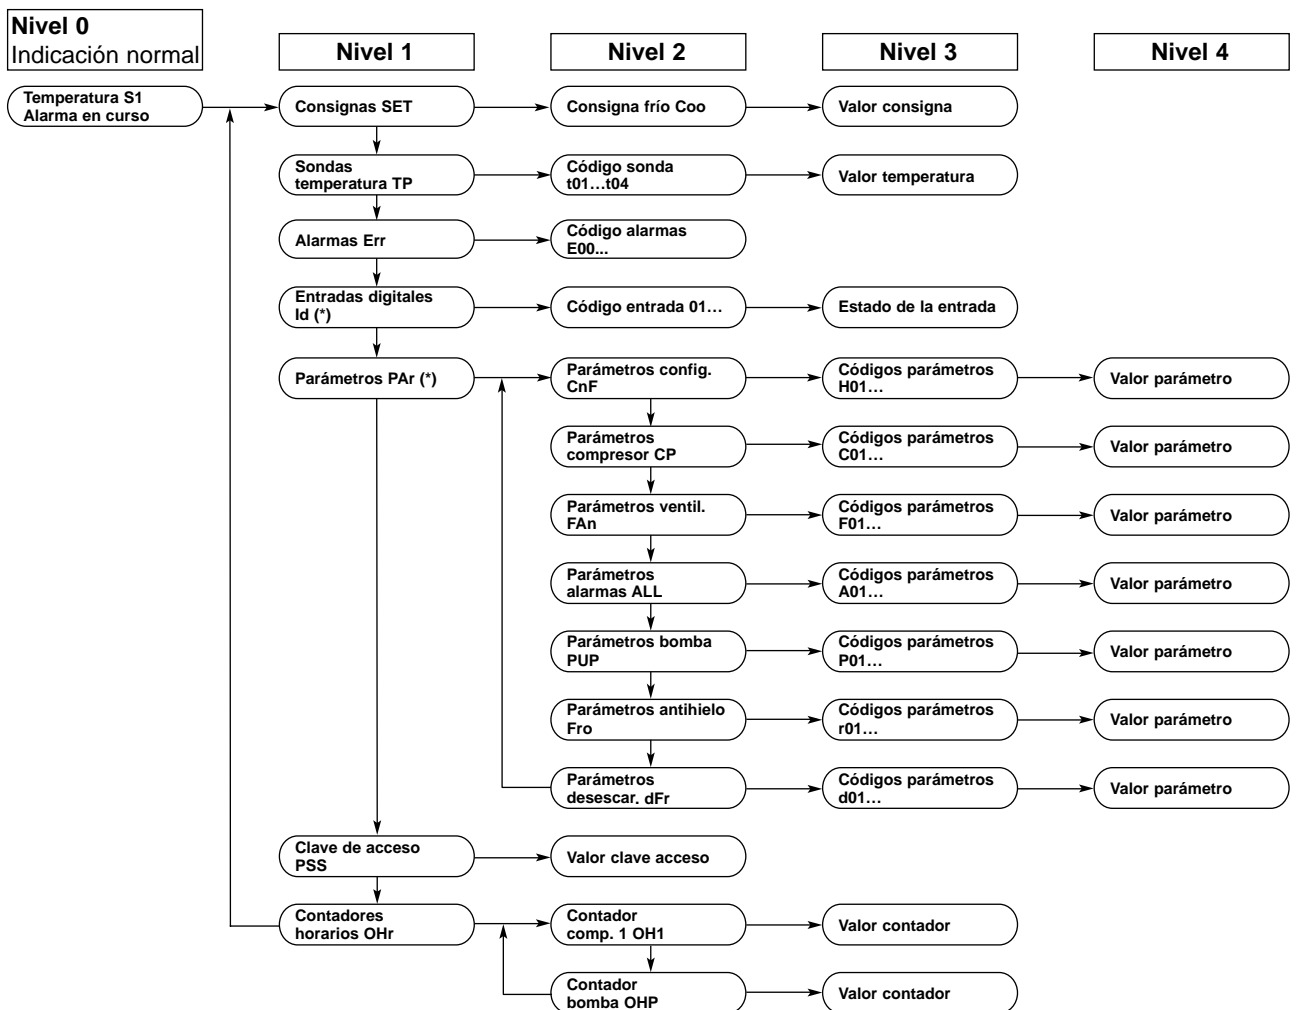 Nivel 0
Indicación normal
Nivel 1
Nivel 2
Nivel 3
Nivel 4
Temperatura S1
Alarma en curso
Consignas SET
Consigna frío Coo
Valor consigna
Sondas
temperatura TP
Código sonda
t01…t04
Valor temperatura
Alarmas Err
Código alarmas
E00...
Entradas digitales
Id (*)
Código entrada 01…
Estado de la entrada
Parámetros PAr (*)
Parámetros config.
CnF
Códigos parámetros
H01…
Valor parámetro
Parámetros
compresor CP
Códigos parámetros
C01…
Valor parámetro
Parámetros ventil.
FAn
Códigos parámetros
F01…
Valor parámetro
Parámetros
alarmas ALL
Códigos parámetros
A01…
Valor parámetro
Parámetros bomba
PUP
Códigos parámetros
P01…
Valor parámetro
Parámetros antihielo
Fro
Códigos parámetros
r01…
Valor parámetro
Parámetros
desescar. dFr
Códigos parámetros
d01…
Valor parámetro
Clave de acceso
PSS
Valor clave acceso
Contadores
horarios OHr
Contador
comp. 1 OH1
Valor contador
Contador
bomba OHP
Valor contador